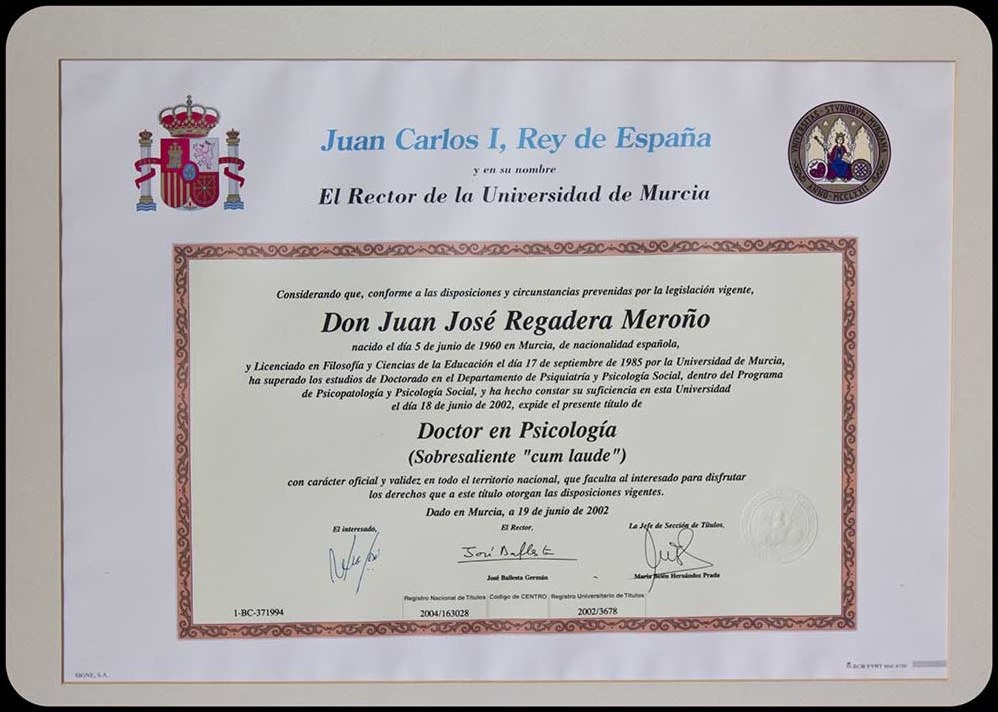 Juan Carlos I, Rey de España
y en su nombre
El Rector de la Universidad de Murcia
Considerando que, conforme a las disposiciones y circunstancias prevenidas por la legislación vigente,
Don Juan José Regadera Meroño
nacido el día 5 de junio de 1960 en Murcia, de nacionalidad española,
y Licenciado en Filosofía y Ciencias de la Educación el día 17 de septiembre de 1985 por la Universidad de Murcia,
ha superado los estudios de Doctorado en el Departamento de Psiquiatría y Psicología Social, dentro del Programa
de Psicopatología y Psicología Social, y ha hecho constar su suficiencia en esta Universidad
el día 18 de junio de 2002, expide el presente título de
Doctor en Psicología
(Sobresaliente "cum laude")
con carácter oficial y validez en todo el territorio nacional, que faculta al interesado para disfrutar
los derechos que a este título otorgan las disposiciones vigentes.
Dado en Murcia, a 19 de junio de 2002
El interesado, El Rector, La Jefe de Sección de Títulos,
José Ballesta
José Ballesta Germán María Belén Hernández Prada
Registro Nacional de Títulos Código de CENTRO Registro Universitario de Títulos
1-BC-371994 2004/163028 2002/3678
SIGNE, S.A.